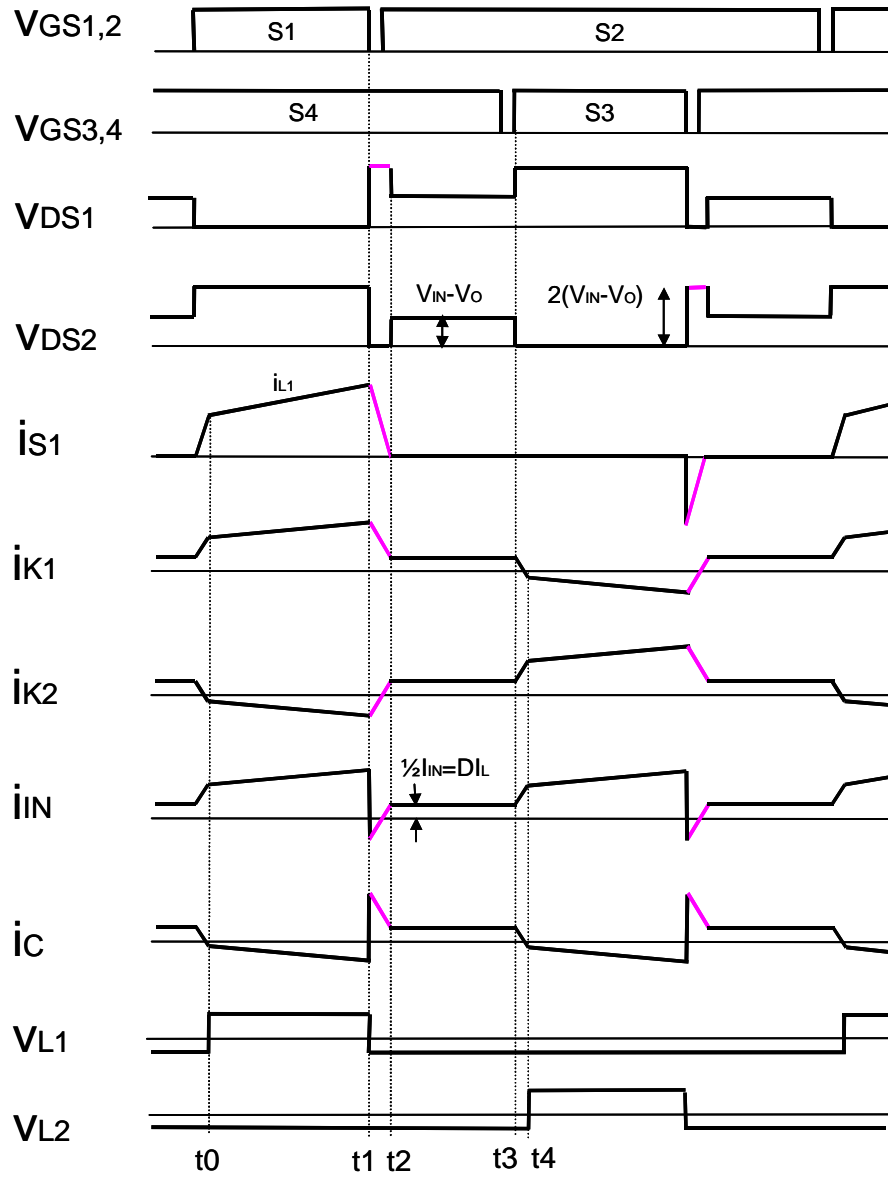 VGS1,2
S1
S2
VGS3,4
S4
S3
VDS1
VDS2
VIN-VO
2(VIN-VO)
iS1
iL1
iK1
iK2
iIN
½IIN=DIL
iC
VL1
VL2
t0 t1 t2 t3 t4